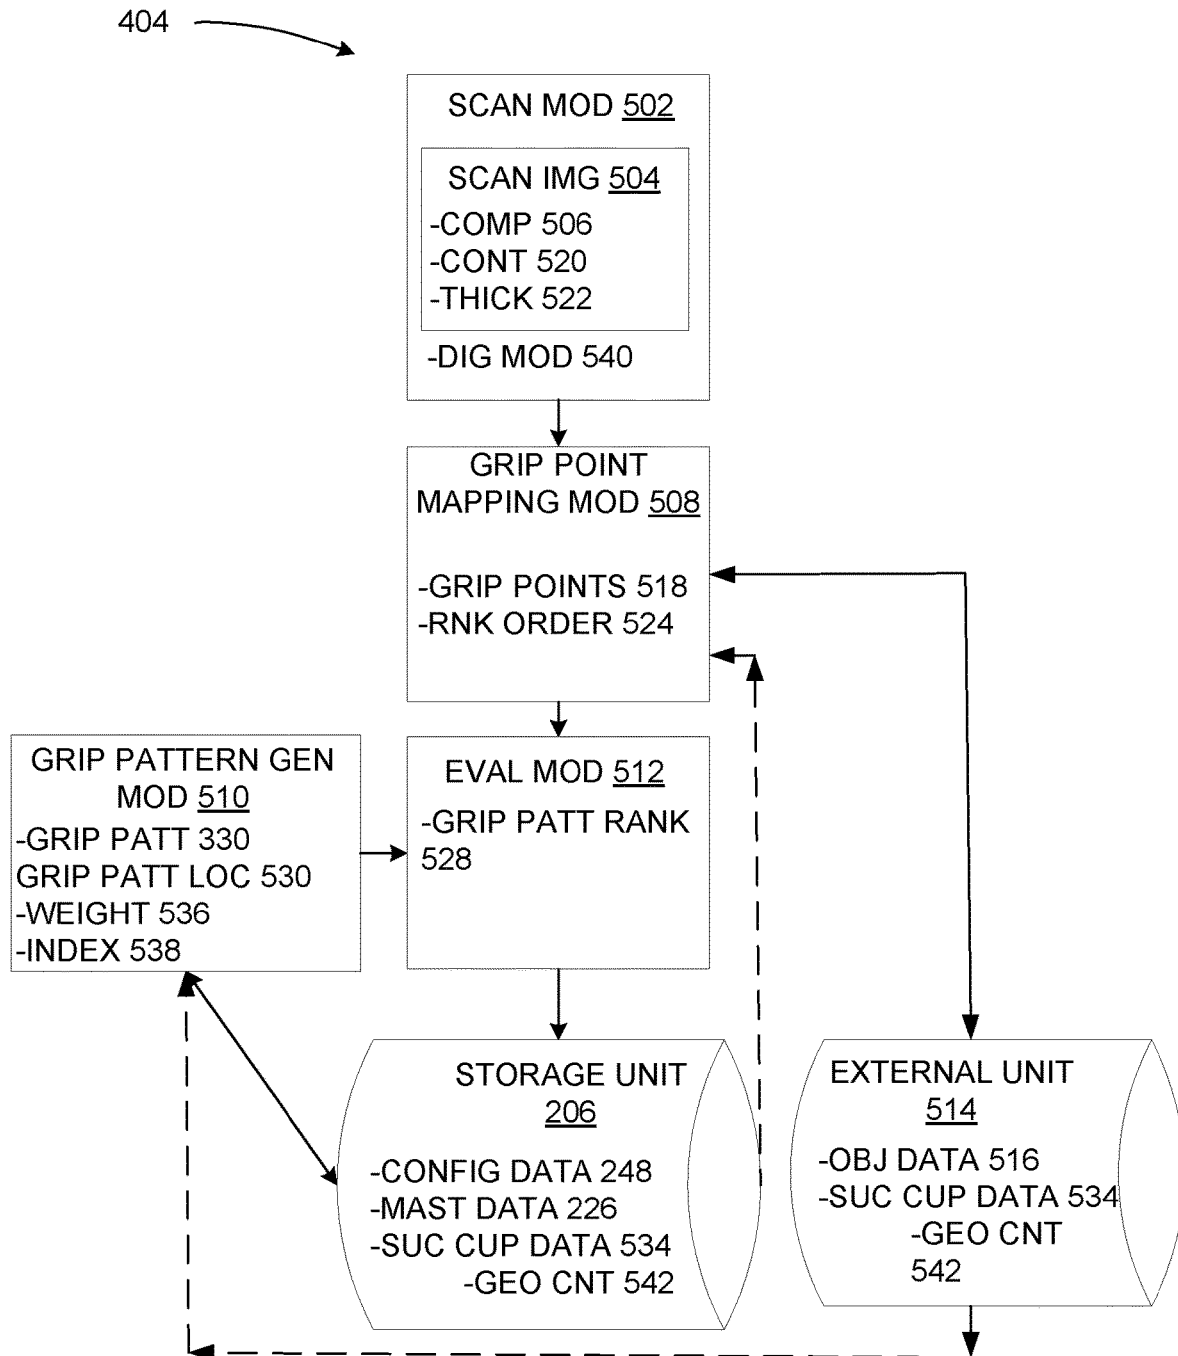 404
SCAN MOD 502
SCAN IMG 504
-COMP 506
-CONT 520
-THICK 522
-DIG MOD 540
GRIP POINT
MAPPING MOD 508
-GRIP POINTS 518
-RNK ORDER 524
GRIP PATTERN GEN
MOD 510
-GRIP PATT 330
GRIP PATT LOC 530
-WEIGHT 536
-INDEX 538
EVAL MOD 512
-GRIP PATT RANK
528
STORAGE UNIT
206
-CONFIG DATA 248
-MAST DATA 226
-SUC CUP DATA 534
-GEO CNT 542
EXTERNAL UNIT
514
-OBJ DATA 516
-SUC CUP DATA 534
-GEO CNT
542